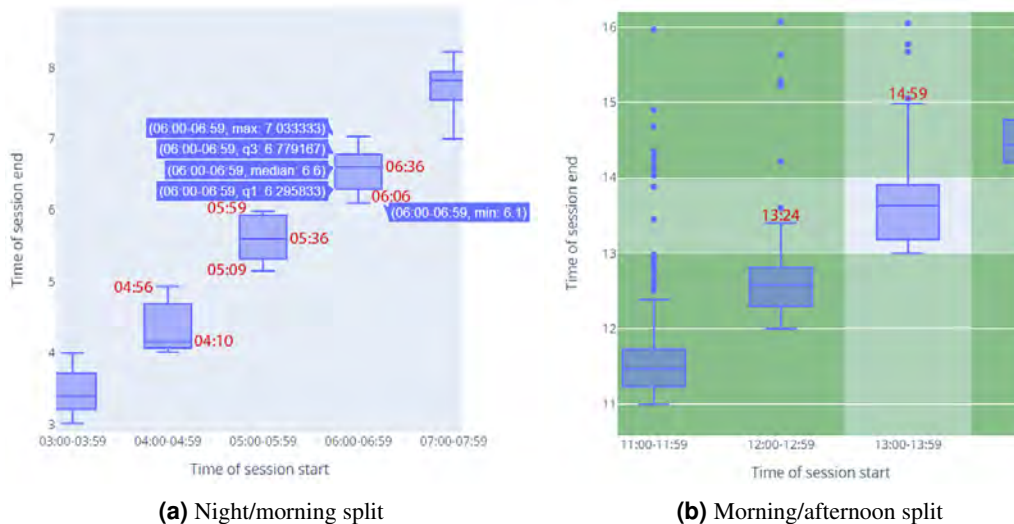 8
7
6
5
4
3
Time of session end
(06:00-06:59, max: 7.033333)
(06:00-06:59, q3: 6.779167)
(06:00-06:59, median: 6.6)
(06:00-06:59, q1: 6.295833)
06:36
06:06
(06:00-06:59, min: 6.1)
05:59
05:36
05:09
04:56
04:10
03:00-03:59 04:00-04:59 05:00-05:59 06:00-06:59 07:00-07:59
Time of session start
(a) Night/morning split
16
15
14
13
12
11
Time of session end
14:59
13:24
11:00-11:59 12:00-12:59 13:00-13:59
Time of session start
(b) Morning/afternoon split